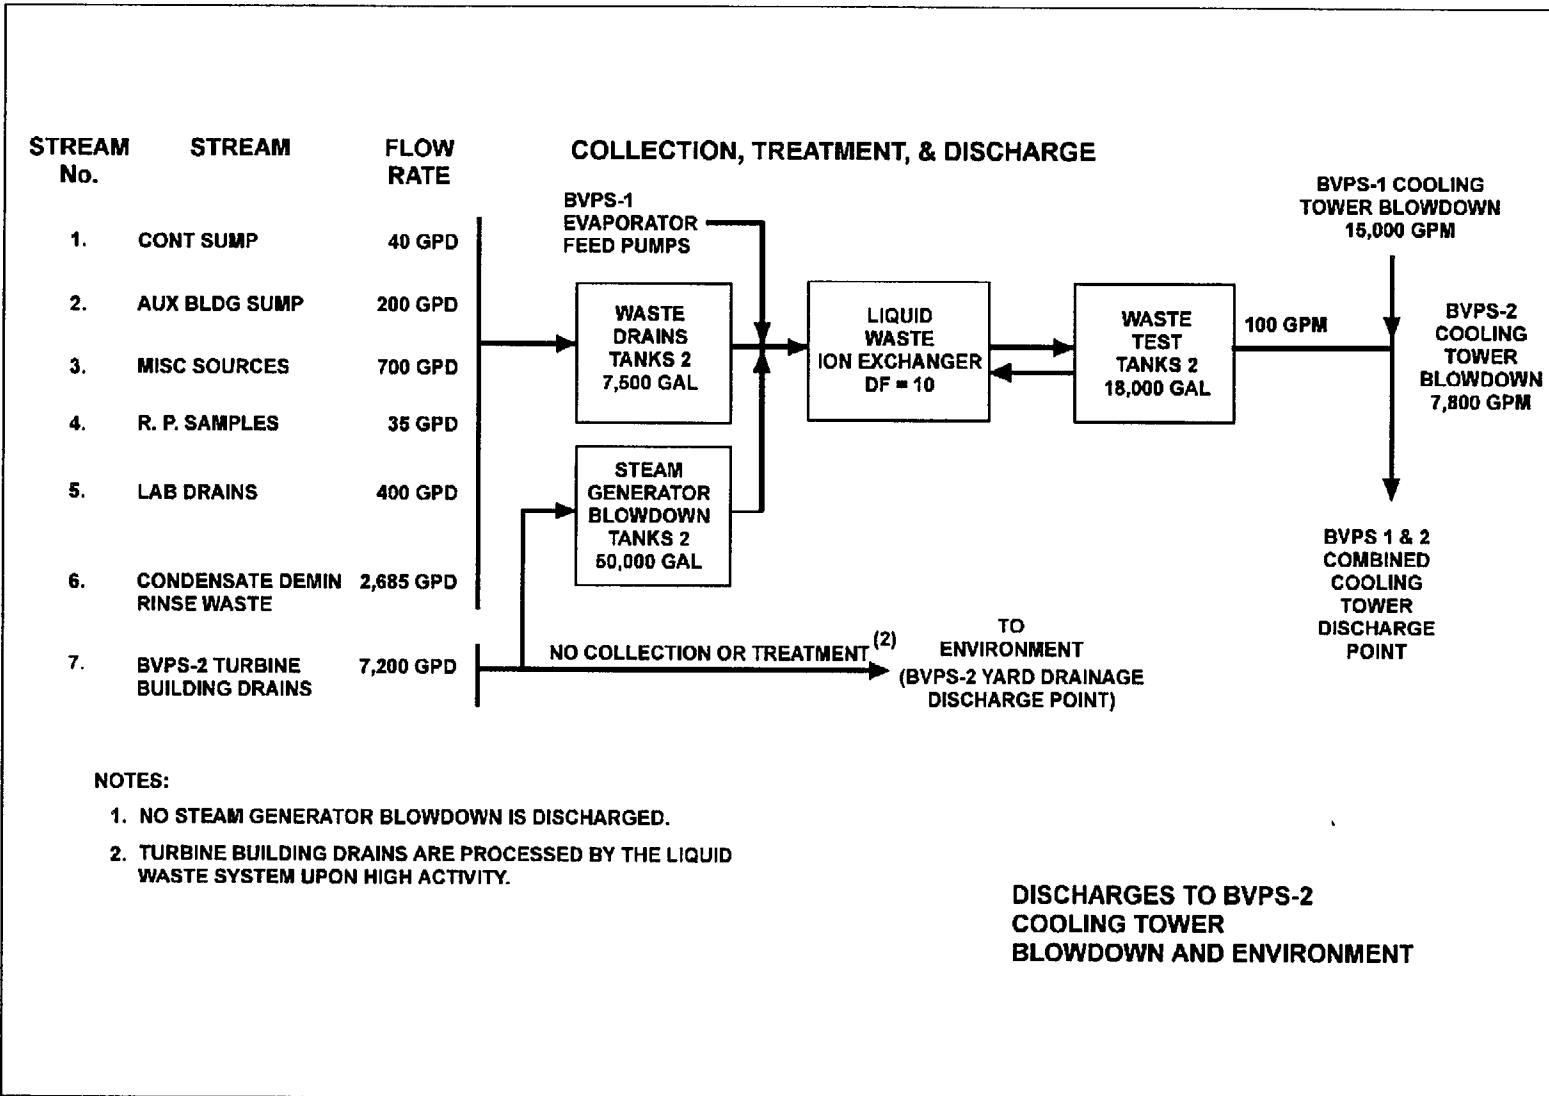 STREAM No. STREAM FLOW RATE
COLLECTION, TREATMENT, & DISCHARGE
1. CONT SUMP 40 GPD
2. AUX BLDG SUMP 200 GPD
3. MISC SOURCES 700 GPD
4. R. P. SAMPLES 35 GPD
5. LAB DRAINS 400 GPD
6. CONDENSATE DEMIN 2,685 GPD
RINSE WASTE
7. BVPS-2 TURBINE 7,200 GPD
BUILDING DRAINS
BVPS-1
EVAPORATOR
FEED PUMPS
WASTE
DRAINS
TANKS 2
7,500 GAL
STEAM
GENERATOR
BLOWDOWN
TANKS 2
50,000 GAL
LIQUID
WASTE
ION EXCHANGER
DF = 10
WASTE
TEST
TANKS 2
18,000 GAL
100 GPM
BVPS-1 COOLING
TOWER BLOWDOWN
15,000 GPM
BVPS-2
COOLING
TOWER
BLOWDOWN
7,800 GPM
BVPS 1 & 2
COMBINED
COOLING
TOWER
DISCHARGE
POINT
NO COLLECTION OR TREATMENT (2)
TO
ENVIRONMENT
(BVPS-2 YARD DRAINAGE
DISCHARGE POINT)
NOTES:
1. NO STEAM GENERATOR BLOWDOWN IS DISCHARGED.
2. TURBINE BUILDING DRAINS ARE PROCESSED BY THE LIQUID
WASTE SYSTEM UPON HIGH ACTIVITY.
DISCHARGES TO BVPS-2
COOLING TOWER
BLOWDOWN AND ENVIRONMENT